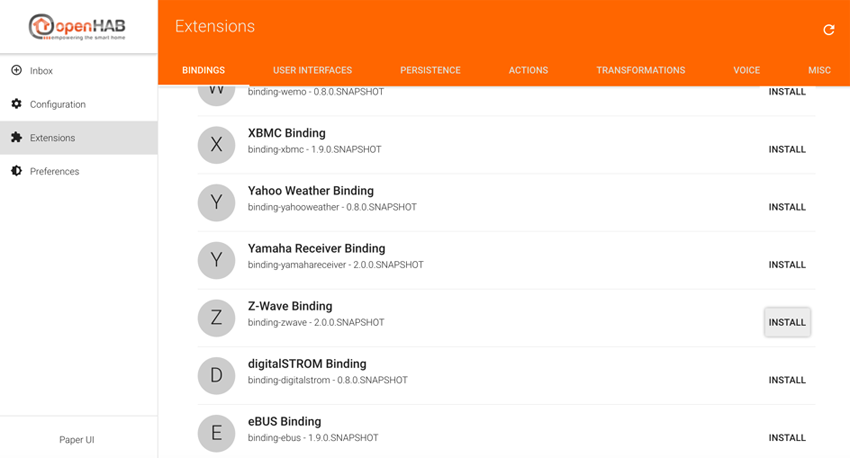 openHAB
empowering the smart home
Inbox
Configuration
Extensions
Preferences
Paper UI
Extensions
BINDINGS USER INTERFACES PERSISTENCE ACTIONS TRANSFORMATIONS VOICE MISC
W
binding-wemo - 0.8.0.SNAPSHOT INSTALL
X
XBMC Binding
binding-xbmc - 1.9.0.SNAPSHOT INSTALL
Y
Yahoo Weather Binding
binding-yahooweather - 0.8.0.SNAPSHOT INSTALL
Y
Yamaha Receiver Binding
binding-yamahareceiver - 2.0.0.SNAPSHOT INSTALL
Z
Z-Wave Binding
binding-zwave - 2.0.0.SNAPSHOT INSTALL
D
digitalSTROM Binding
binding-digitalstrom - 0.8.0.SNAPSHOT INSTALL
E
eBUS Binding
binding-ebus - 1.9.0.SNAPSHOT INSTALL